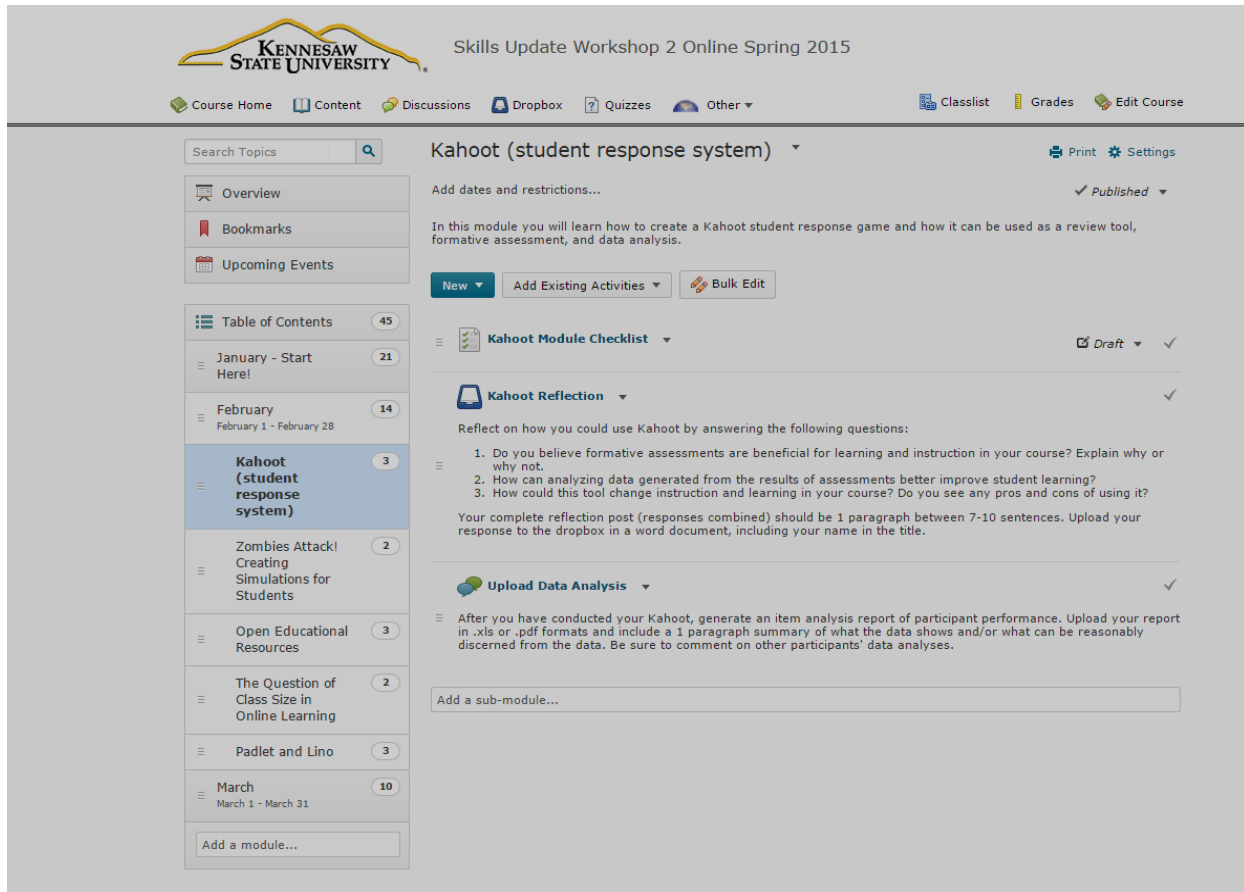 KENNESAW
STATE UNIVERSITY
Skills Update Workshop 2 Online Spring 2015
Course Home
Content
Discussions
Dropbox
Quizzes
Other
Classlist
Grades
Edit Course
Search Topics
Overview
Bookmarks
Upcoming Events
Table of Contents
45
January - Start
Here!
21
February
14
February 1 - February 28
Kahoot
(student
response
system)
3
Zombies Attack!
Creating
Simulations for
Students
2
Open Educational
Resources
3
The Question of
Class Size in
Online Learning
2
Padlet and Lino
3
March
10
March 1 - March 31
Add a module...
Kahoot (student response system)
Print
Settings
Add dates and restrictions...
Published
In this module you will learn how to create a Kahoot student response game and how it can be used as a review tool,
formative assessment, and data analysis.
New
Add Existing Activities
Bulk Edit
Kahoot Module Checklist
Draft
Kahoot Reflection
Reflect on how you could use Kahoot by answering the following questions:
1. Do you believe formative assessments are beneficial for learning and instruction in your course? Explain why or
why not.
2. How can analyzing data generated from the results of assessments better improve student learning?
3. How could this tool change instruction and learning in your course? Do you see any pros and cons of using it?
Your complete reflection post (responses combined) should be 1 paragraph between 7-10 sentences. Upload your
response to the dropbox in a word document, including your name in the title.
Upload Data Analysis
After you have conducted your Kahoot, generate an item analysis report of participant performance. Upload your report
in .xls or .pdf formats and include a 1 paragraph summary of what the data shows and/or what can be reasonably
discerned from the data. Be sure to comment on other participants' data analyses.
Add a sub-module...